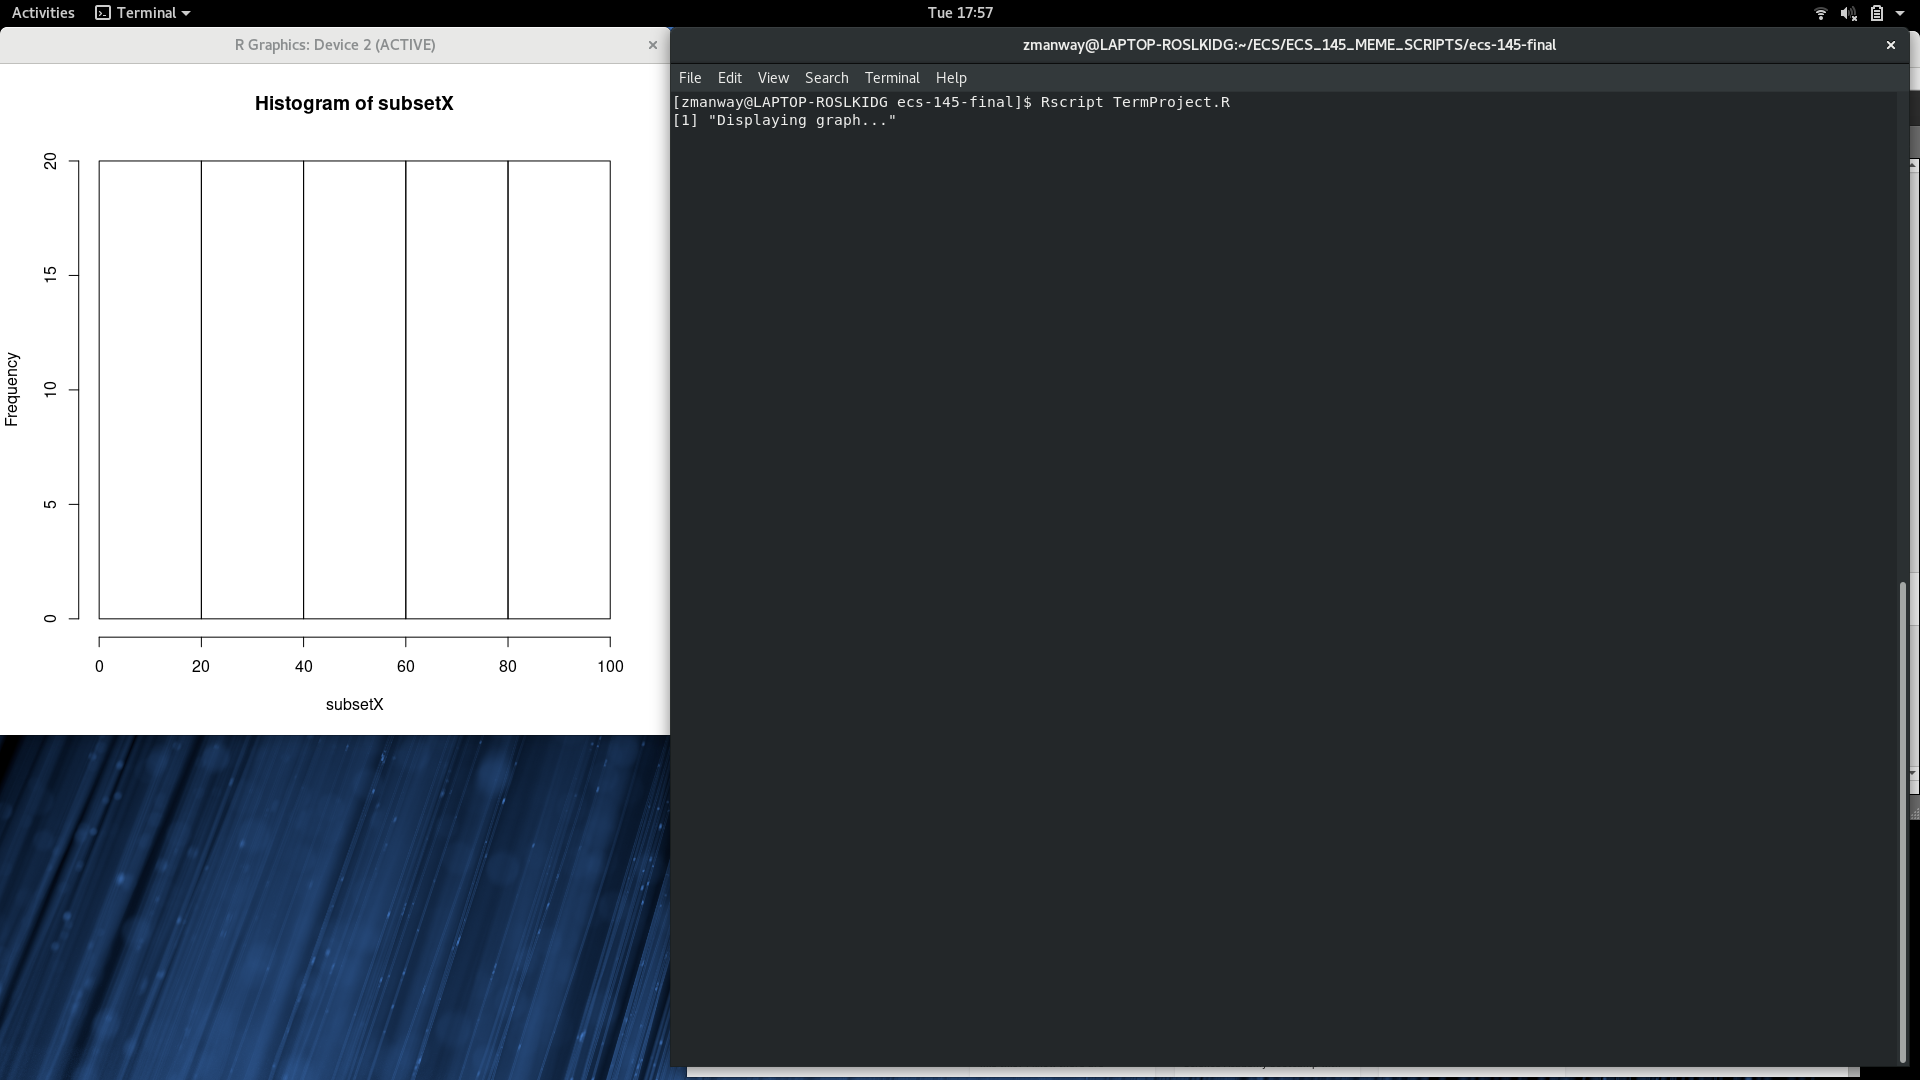 Activities Terminal Tue 17:57
R Graphics: Device 2 (ACTIVE)
Histogram of subsetX
Frequency
20
15
10
5
0
0 20 40 60 80 100
subsetX
zmanway@LAPTOP-ROSLKIDG:~/ECS/ECS_145_MEME_SCRIPTS/ecs-145-final
File Edit View Search Terminal Help
[zmanway@LAPTOP-ROSLKIDG ecs-145-final]$ Rscript TermProject.R
[1] "Displaying graph..."